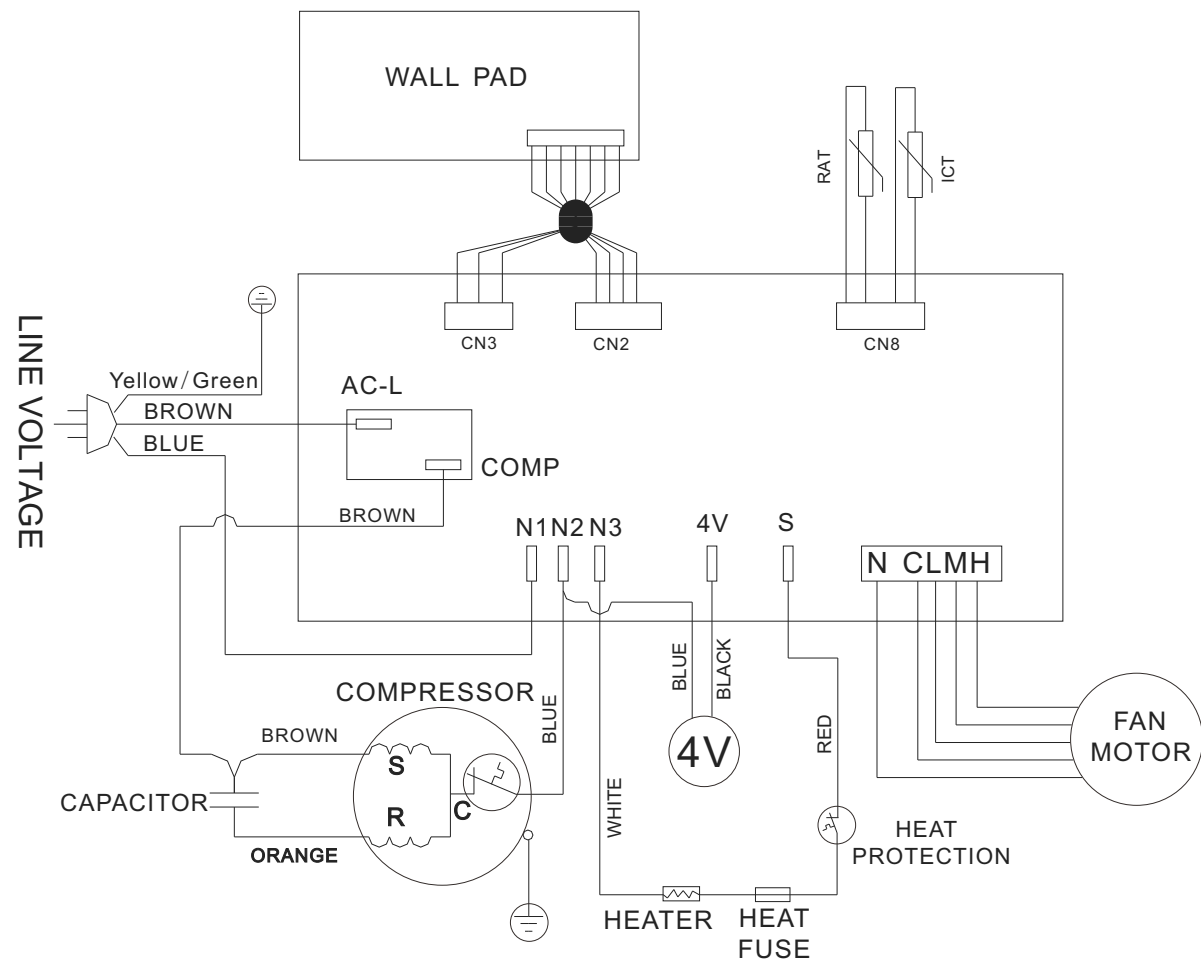 WALL PAD
RAT
ICT
CN3
CN2
CN8
LINE VOLTAGE
Yellow/Green
BROWN
BLUE
AC-L
COMP
BROWN
N1 N2 N3
4V
S
N CLMH
BLUE
BLACK
BLUE
RED
WHITE
COMPRESSOR
BROWN
S
R
C
4V
FAN
MOTOR
CAPACITOR
ORANGE
HEAT
PROTECTION
HEATER
HEAT
FUSE